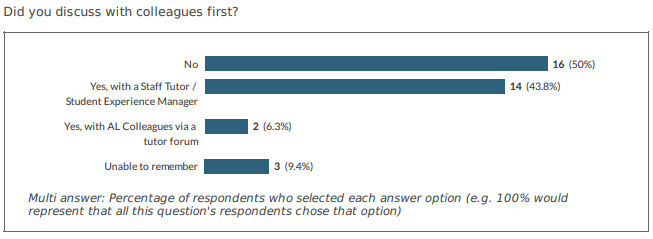 Did you discuss with colleagues first?
No
16 (50%)
Yes, with a Staff Tutor /
Student Experience Manager
14 (43.8%)
Yes, with AL Colleagues via a
tutor forum
2 (6.3%)
Unable to remember
3 (9.4%)
Multi answer: Percentage of respondents who selected each answer option (e.g. 100% would
represent that all this question's respondents chose that option)